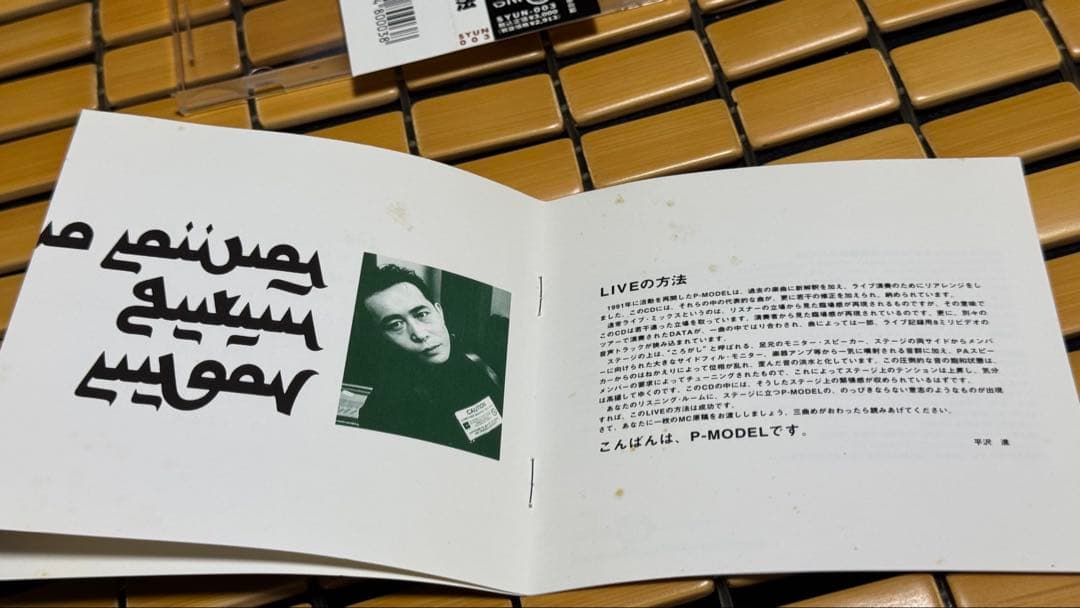 SYUN-003
税込定価¥3,000
税抜価格¥2,913
SYUN
003
CAUTION
LIVEの方法
1991年に活動を再開したP-MODELは、過去の楽曲に新解釈を加え、ライブ演奏のためにリアレンジをし
ました。このCDには、それらの中の代表的な曲が、更に若干の修正を加えられ、納められています。
通常ライブ・ミックスというのは、リスナーの立場から見た臨場感が再現されるものですが、その意味で
このCDは若干違った立場を取っています。演奏者から見た臨場感が再現されているのです。更に、別々の
ツアーで演奏されたDATAが、一曲の中ではり合わされ、曲によっては一部、ライブ記録用8ミリビデオの
音声トラックが挟み込まれています。
ステージの上は、"ころがし"と呼ばれる、足元のモニター・スピーカー、ステージの両サイドからメンバ
ーに向けられた大きなサイドフィル・モニター、楽器アンプ等から一気に噴射される音群に加え、PAスピー
カーからのはねかえりによって位相が乱れ、歪んだ音の洪水と化しています。この圧倒的な音の飽和状態は、
メンバーの要求によってチューニングされたもので、これによってステージ上のテンションは上昇し、気分
は高揚してゆくのです。このCDの中には、そうしたステージ上の緊張感が収められているはずです。
あなたのリスニング・ルームに、ステージに立つP-MODELの、のっぴきならない意志のようなものが出現
すれば、このLIVEの方法は成功です。
さて、あなたに一枚のMC原稿をお渡ししましょう、三曲めがおわったら読みあげてください。
こんばんは、P-MODELです。
平沢 進